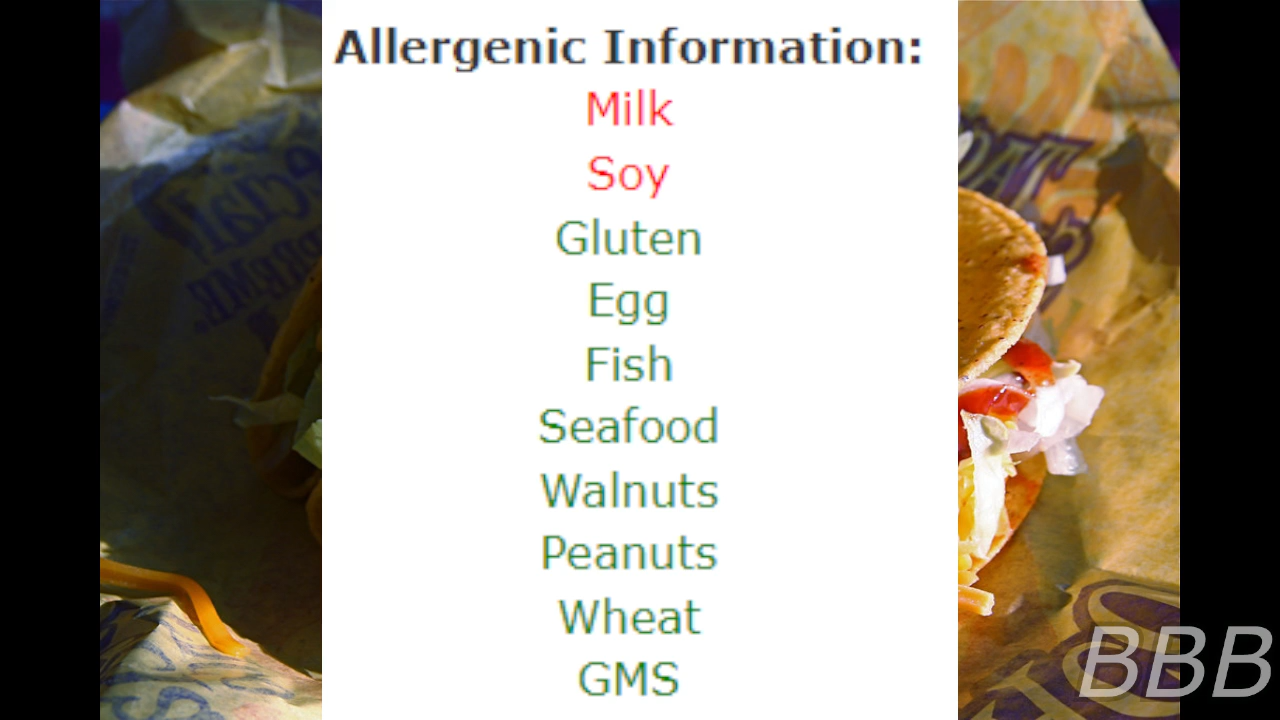 Allergenic Information:
Milk
Soy
Gluten
Egg
Fish
Seafood
Walnuts
Peanuts
Wheat
GMS
BBB